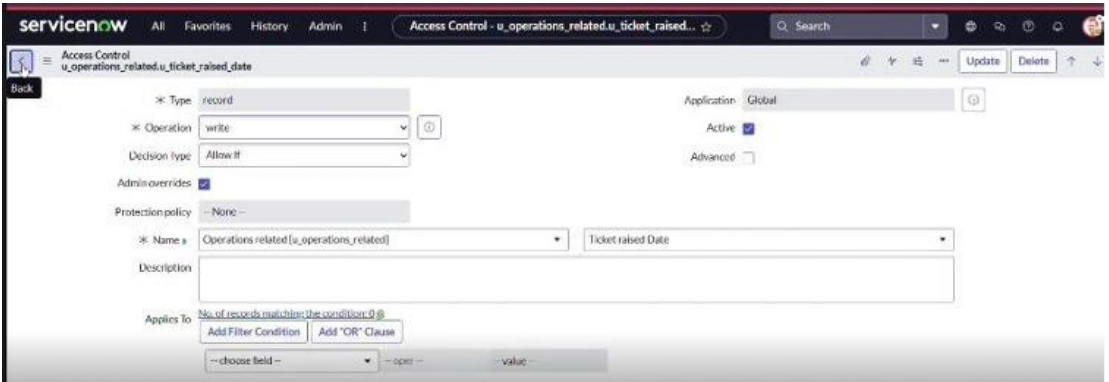 servicenow All Favorites History Admin Access Control - u_operations_related.u_ticket_raised... ☆ Search
Access Control
u_operations_related.u_ticket_raised_date Update Delete
Back
* Type record Application Global
* Operation write Active
Decision Type Allow If Advanced
Admin overrides
Protection policy -- None --
* Name Operations related [u_operations_related] Ticket raised Date
Description
Applies To No. of records matching the condition: 0
Add Filter Condition Add "OR" Clause
-- choose field -- -- oper -- -- value --